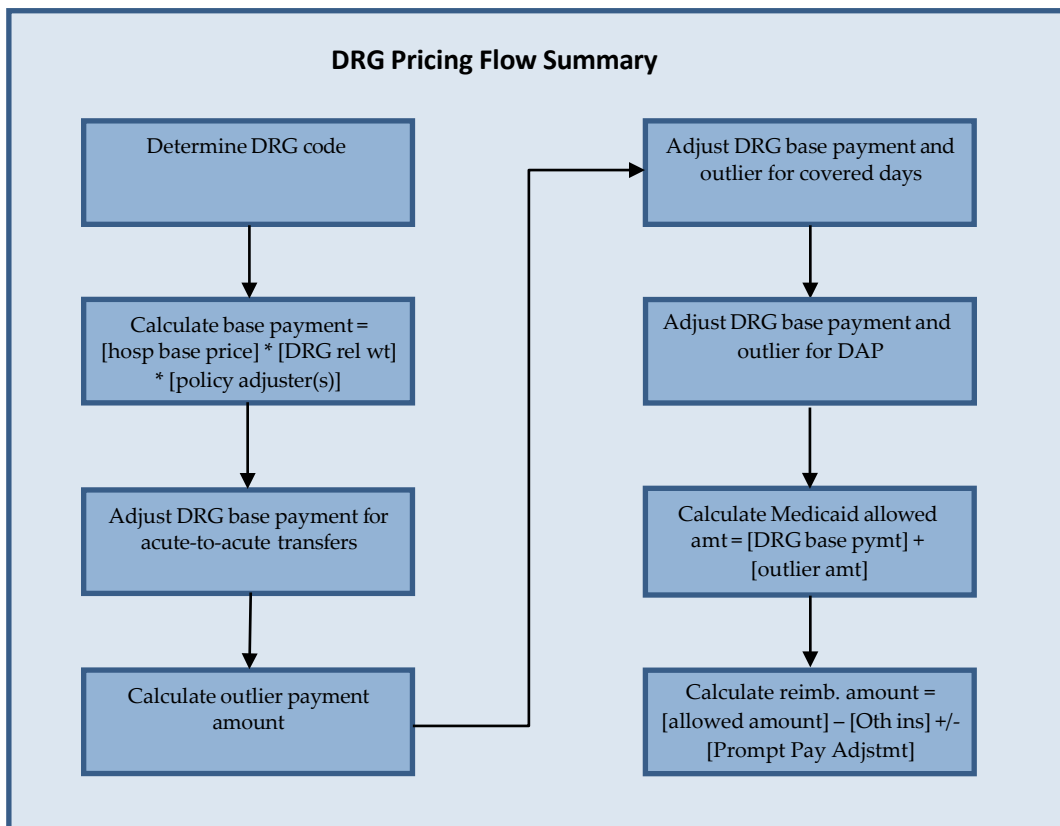 DRG Pricing Flow Summary
Determine DRG code
Calculate base payment =
[hosp base price] * [DRG rel wt]
* [policy adjuster(s)]
Adjust DRG base payment for
acute-to-acute transfers
Calculate outlier payment
amount
Adjust DRG base payment and
outlier for covered days
Adjust DRG base payment and
outlier for DAP
Calculate Medicaid allowed
amt = [DRG base pymt] +
[outlier amt]
Calculate reimb. amount =
[allowed amount] – [Oth ins] +/-
[Prompt Pay Adjstmt]